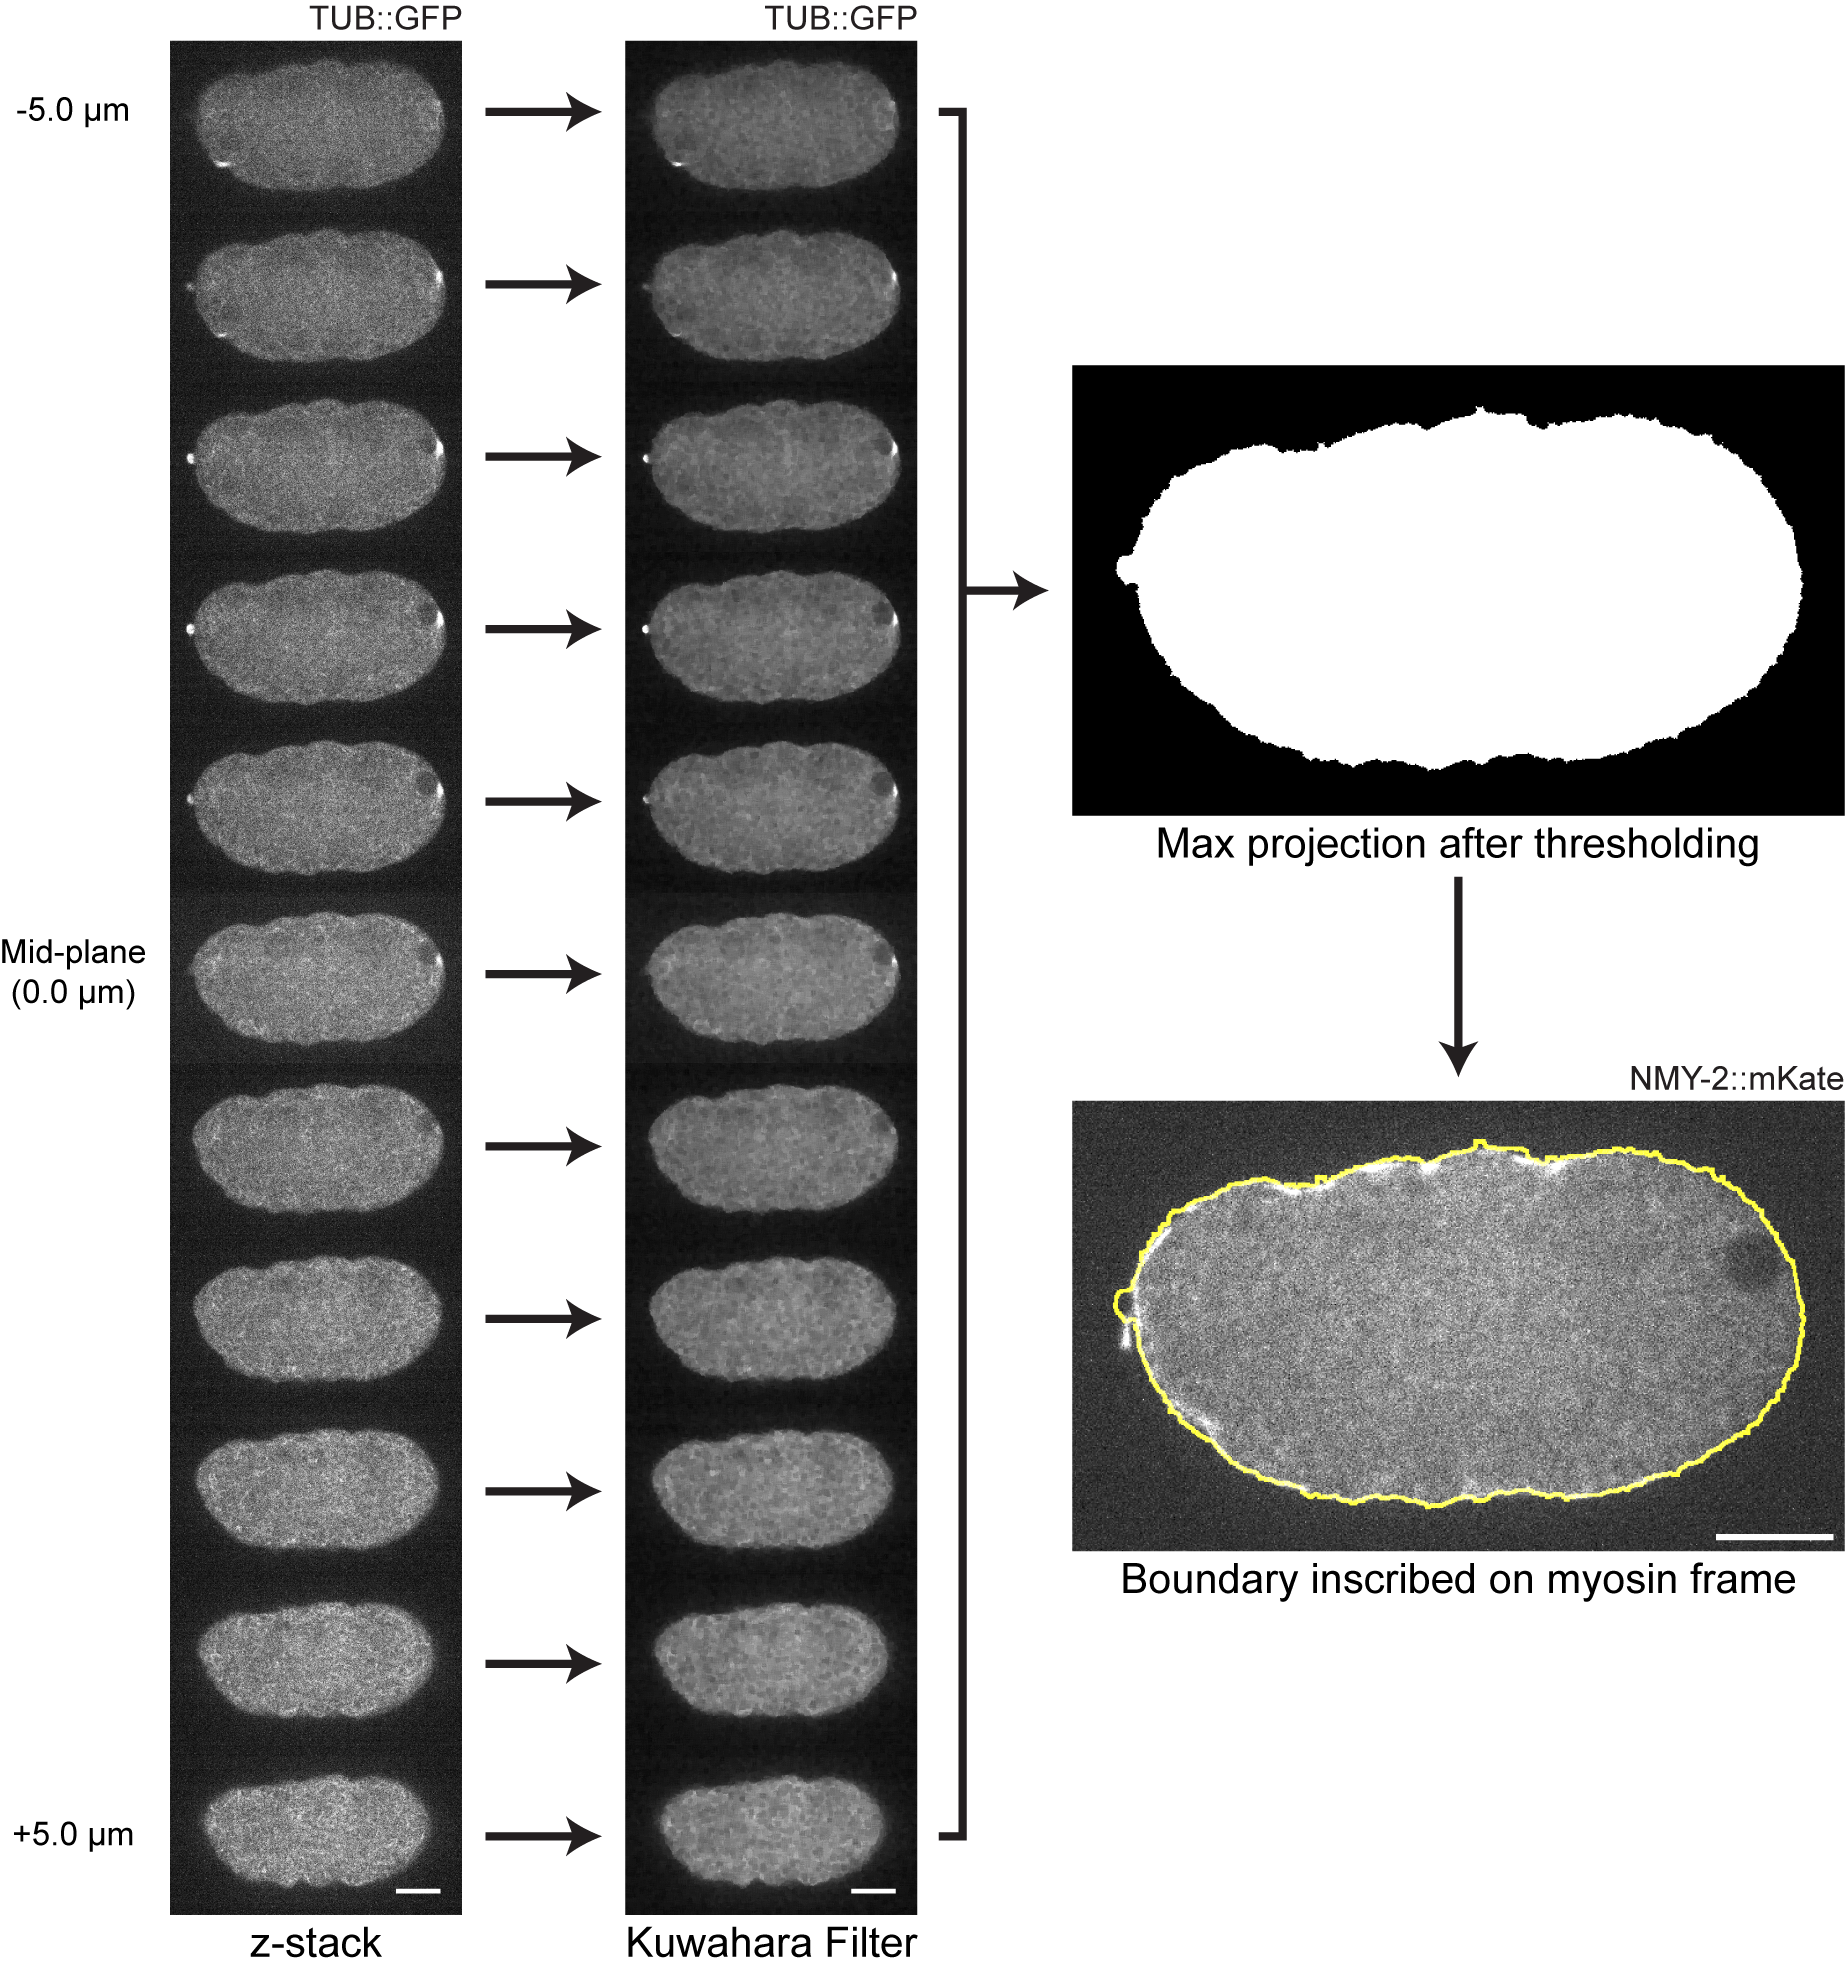 TUB::GFP
TUB::GFP
-5.0 µm
Mid-plane
(0.0 µm)
+5.0 µm
z-stack
Kuwahara Filter
Max projection after thresholding
NMY-2::mKate
Boundary inscribed on myosin frame